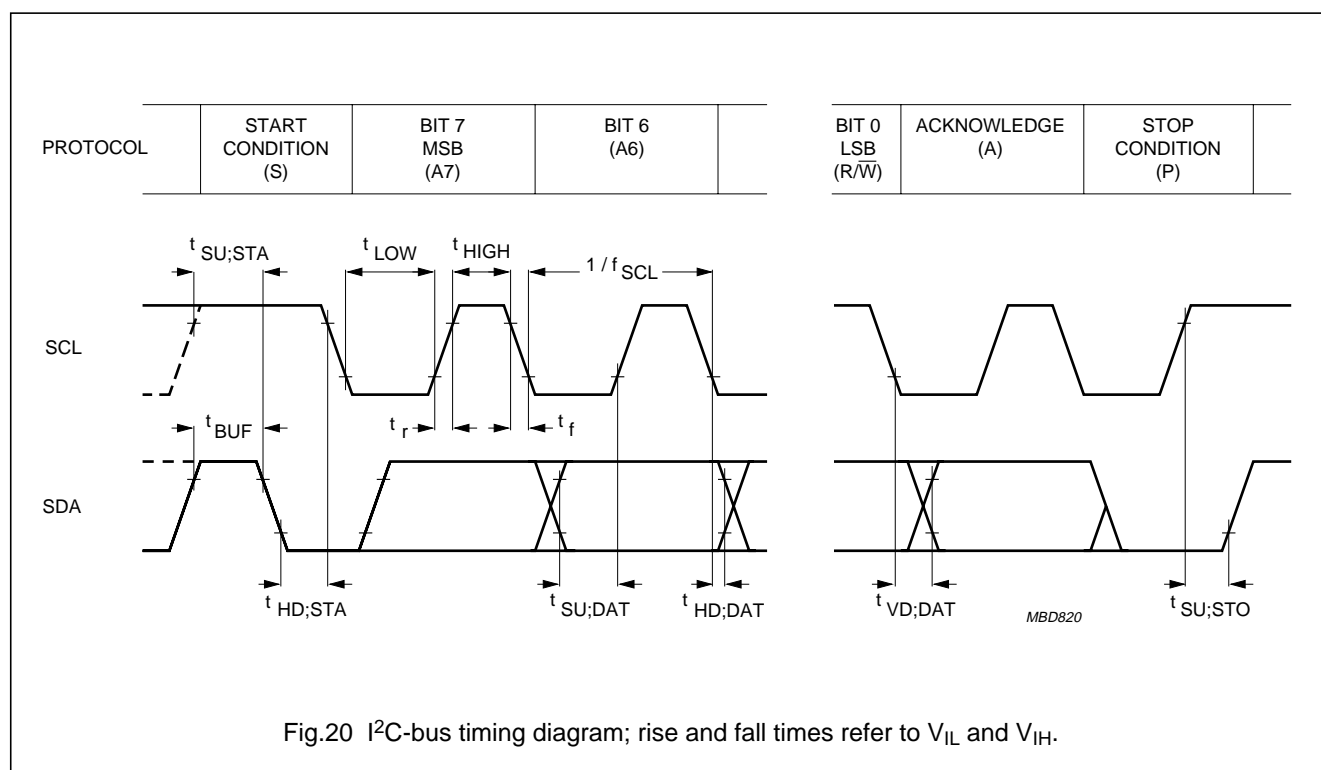 PROTOCOL
START
CONDITION
(S)
BIT 7
MSB
(A7)
BIT 6
(A6)
BIT 0
LSB
(R/W̅)
ACKNOWLEDGE
(A)
STOP
CONDITION
(P)
t SU;STA
t LOW
t HIGH
1 / f SCL
SCL
t BUF
t r
t f
SDA
t HD;STA
t SU;DAT
t HD;DAT
t VD;DAT
MBD820
t SU;STO
Fig.20 I²C-bus timing diagram; rise and fall times refer to VIL and VIH.